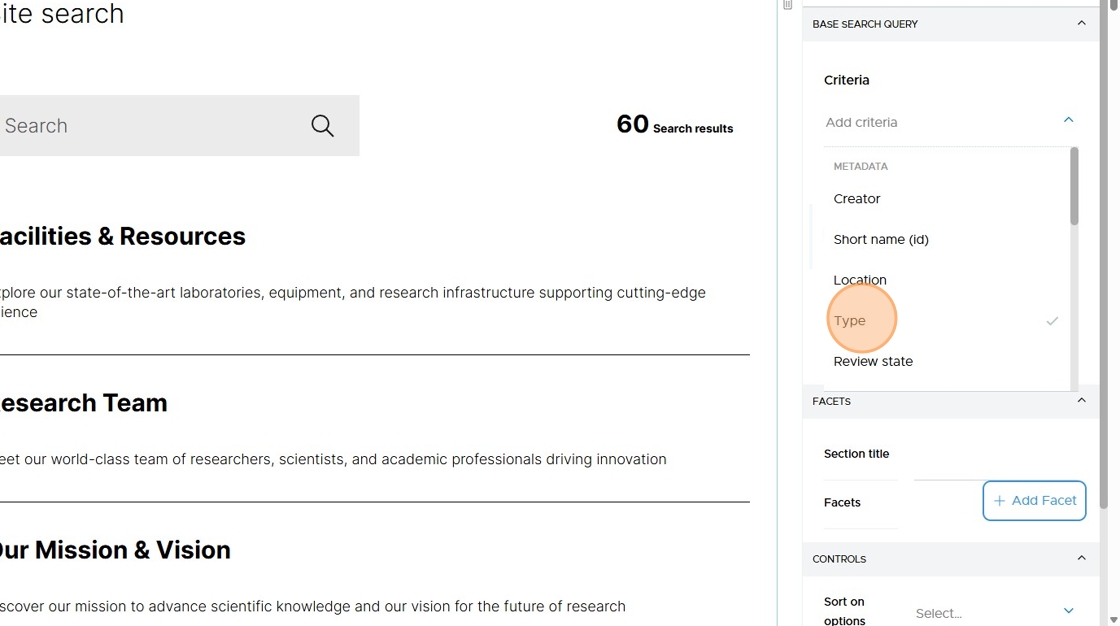 ite search
Search
60 Search results
acilities & Resources
plore our state-of-the-art laboratories, equipment, and research infrastructure supporting cutting-edge
ience
esearch Team
eet our world-class team of researchers, scientists, and academic professionals driving innovation
ur Mission & Vision
scover our mission to advance scientific knowledge and our vision for the future of research
BASE SEARCH QUERY
Criteria
Add criteria
METADATA
Creator
Short name (id)
Location
Type
Review state
FACETS
Section title
Facets
+ Add Facet
CONTROLS
Sort on
options
Select...